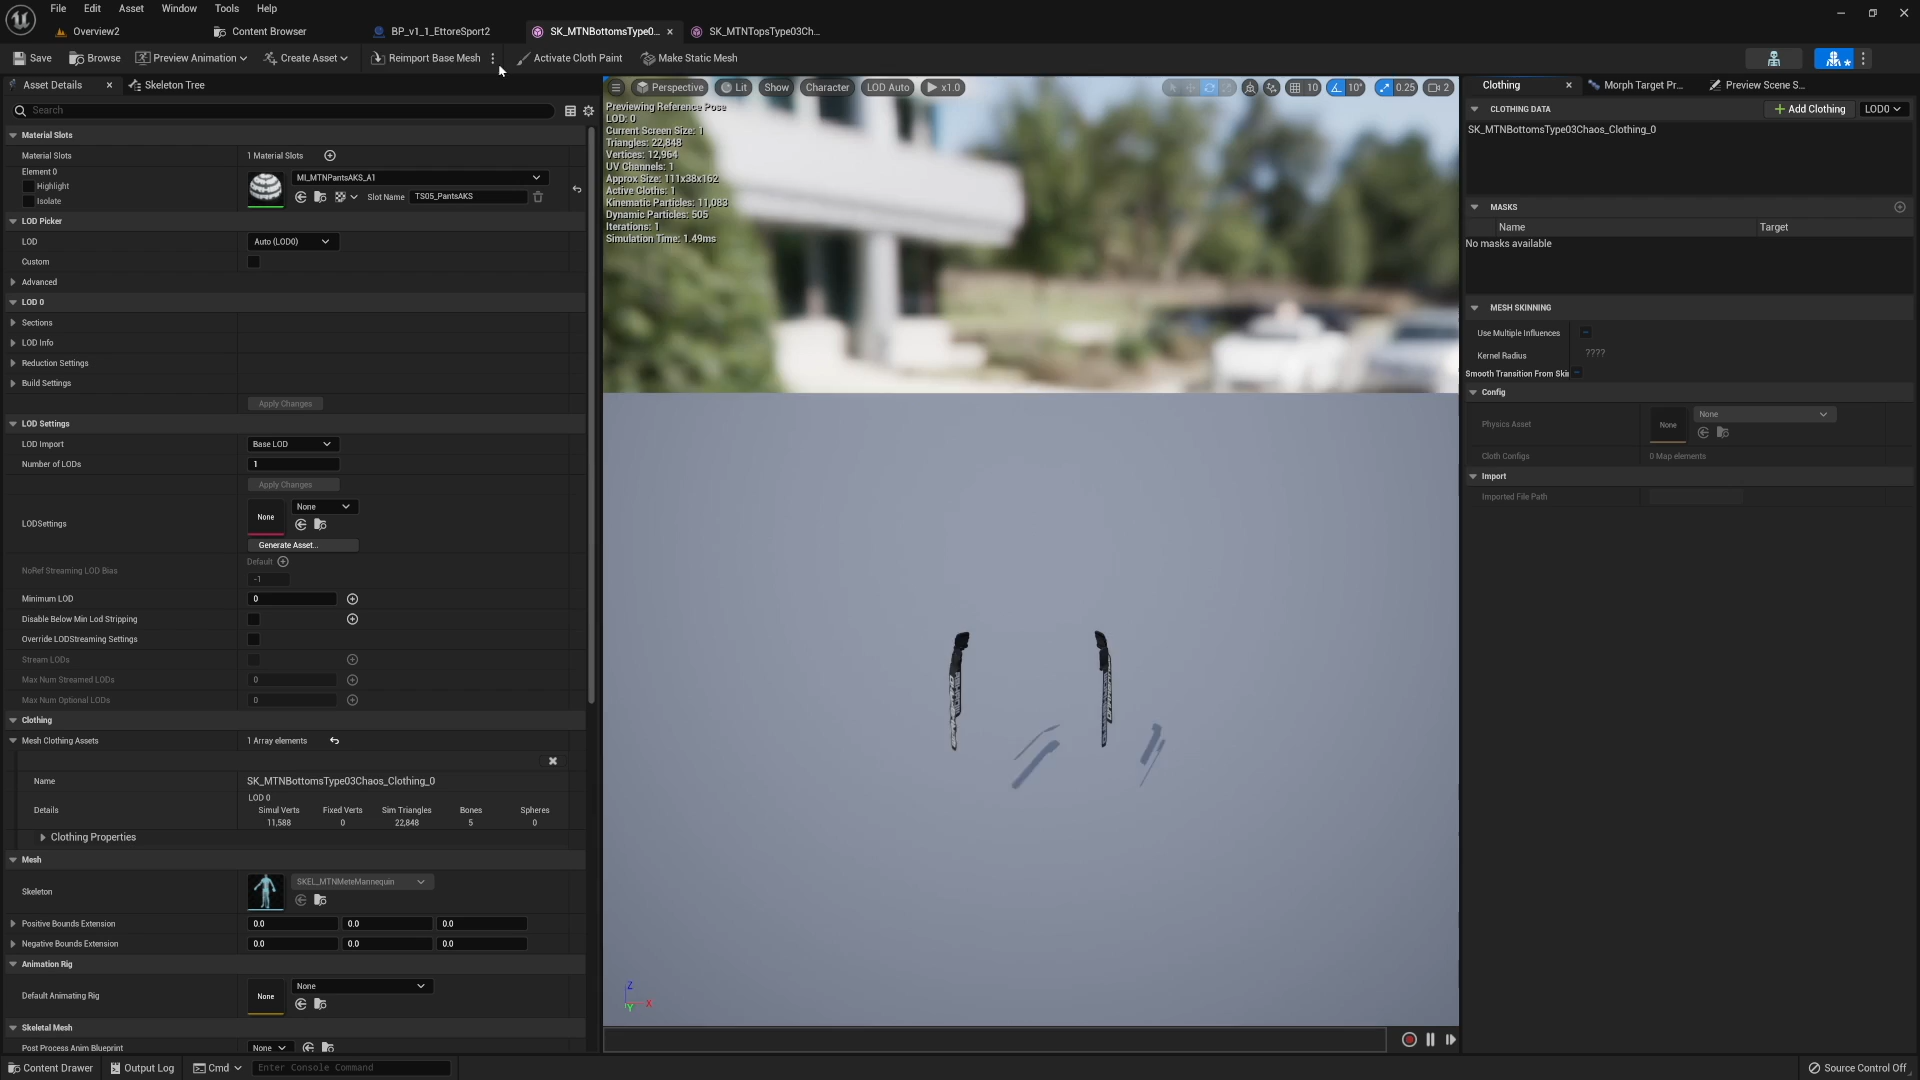 File Edit Asset Window Tools Help
Overview2 Content Browser BP_v1_1_EttoreSport2 SK_MTNBottomsType0... SK_MTNTopsType03Ch...
Save Browse Preview Animation Create Asset Reimport Base Mesh Activate Cloth Paint Make Static Mesh
Asset Details Skeleton Tree
Search
Material Slots
Material Slots 1 Material Slots
Element 0
Highlight
Isolate
MI_MTNPantsAKS_A1
Slot Name TS05_PantsAKS
LOD Picker
LOD Auto (LOD0)
Custom
Advanced
LOD 0
Sections
LOD Info
Reduction Settings
Build Settings
Apply Changes
LOD Settings
LOD Import Base LOD
Number of LODs 1
Apply Changes
LODSettings None None
Generate Asset...
NoRef Streaming LOD Bias Default
-1
Minimum LOD 0
Disable Below Min Lod Stripping
Override LODStreaming Settings
Stream LODs
Max Num Streamed LODs 0
Max Num Optional LODs 0
Clothing
Mesh Clothing Assets 1 Array elements
Name SK_MTNBottomsType03Chaos_Clothing_0
Details LOD 0
Simul Verts Fixed Verts Sim Triangles Bones Spheres
11,588 0 22,848 5 0
Clothing Properties
Mesh
Skeleton SKEL_MTNMeteMannequin
Positive Bounds Extension 0.0 0.0 0.0
Negative Bounds Extension 0.0 0.0 0.0
Animation Rig
Default Animating Rig None None
Skeletal Mesh
Post Process Anim Blueprint None
Perspective Lit Show Character LOD Auto x1.0 10 10° 0.25 2
Previewing Reference Pose
LOD: 0
Current Screen Size: 1
Triangles: 22,848
Vertices: 12,964
UV Channels: 1
Approx Size: 111x38x162
Active Cloths: 1
Kinematic Particles: 11,083
Dynamic Particles: 505
Iterations: 1
Simulation Time: 1.49ms
Z
X
Y
Clothing Morph Target Pr... Preview Scene S...
CLOTHING DATA Add Clothing LOD0
SK_MTNBottomsType03Chaos_Clothing_0
MASKS
Name Target
No masks available
MESH SKINNING
Use Multiple Influences
Kernel Radius ????
Smooth Transition From Skin
Config
Physics Asset None None
Cloth Configs 0 Map elements
Import
Imported File Path
Content Drawer Output Log Cmd Enter Console Command Source Control Off